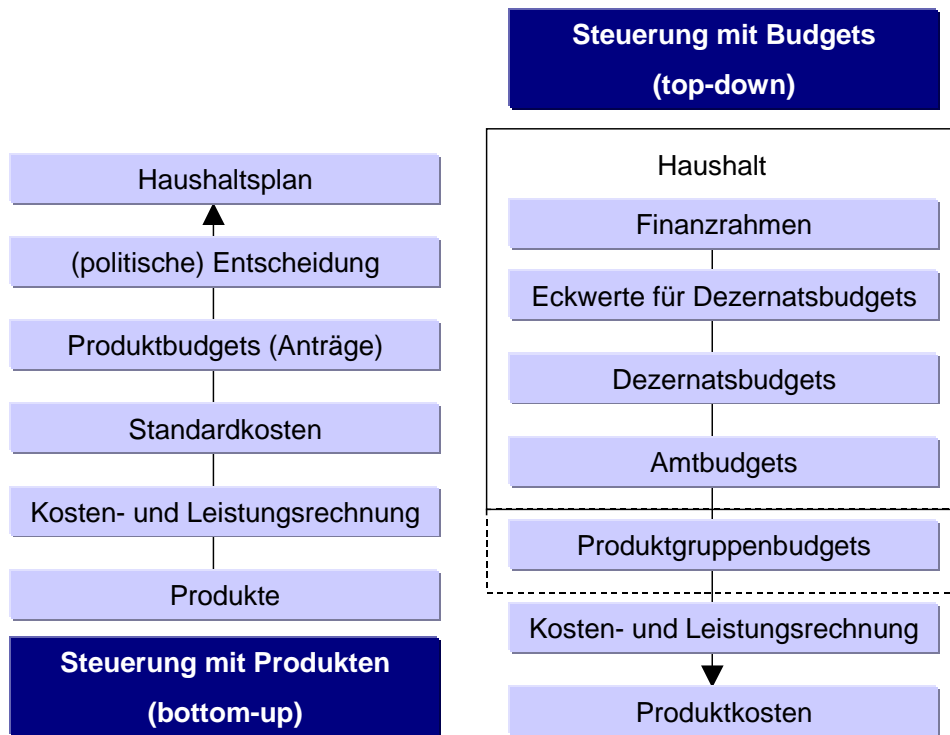 Haushaltsplan
(politische) Entscheidung
Produktbudgets (Anträge)
Standardkosten
Kosten- und Leistungsrechnung
Produkte
Steuerung mit Produkten
(bottom-up)
Steuerung mit Budgets
(top-down)
Haushalt
Finanzrahmen
Eckwerte für Dezernatsbudgets
Dezernatsbudgets
Amtbudgets
Produktgruppenbudgets
Kosten- und Leistungsrechnung
Produktkosten